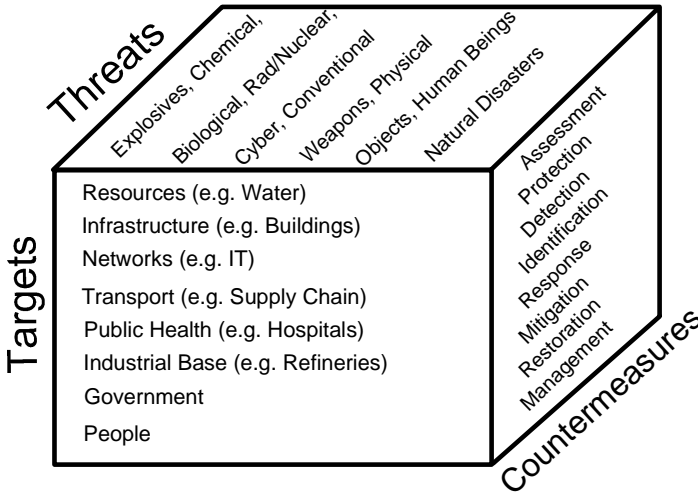 Threats
Explosives, Chemical,
Biological, Rad/Nuclear,
Cyber, Conventional
Weapons, Physical
Objects, Human Beings
Natural Disasters
Targets
Resources (e.g. Water)
Infrastructure (e.g. Buildings)
Networks (e.g. IT)
Transport (e.g. Supply Chain)
Public Health (e.g. Hospitals)
Industrial Base (e.g. Refineries)
Government
People
Assessment
Protection
Detection
Identification
Response
Mitigation
Restoration
Management
Countermeasures